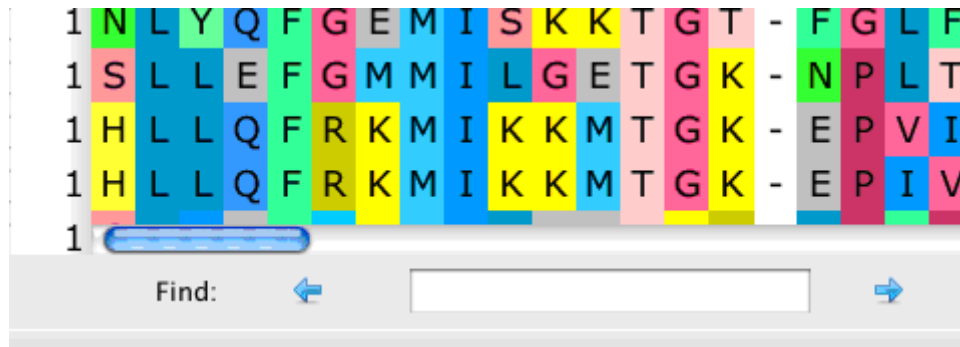 1 N L Y Q F G E M I S K K T G T - F G L F
1 S L L E F G M M I L G E T G K - N P L T
1 H L L Q F R K M I K K M T G K - E P V I
1 H L L Q F R K M I K K M T G K - E P I V
1
Find: